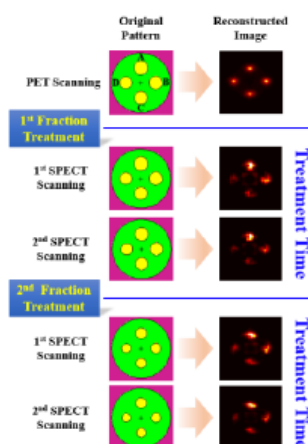 Original
Pattern
Reconstructed
Image
PET Scanning
A
D
B
C
1st Fraction
Treatment
1st SPECT
Scanning
2nd SPECT
Scanning
Treatment Time
2nd Fraction
Treatment
1st SPECT
Scanning
2nd SPECT
Scanning
Treatment Time